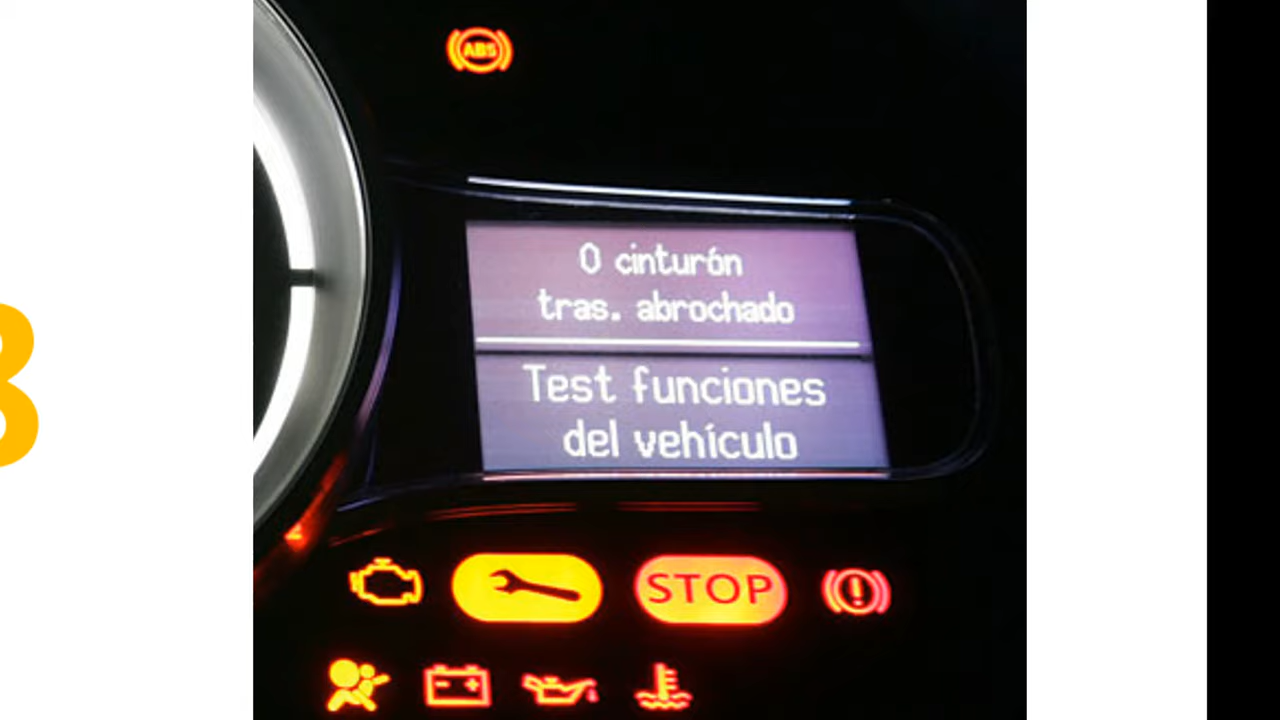 ABS
0 cinturón
tras. abrochado
Test funciones
del vehículo
STOP